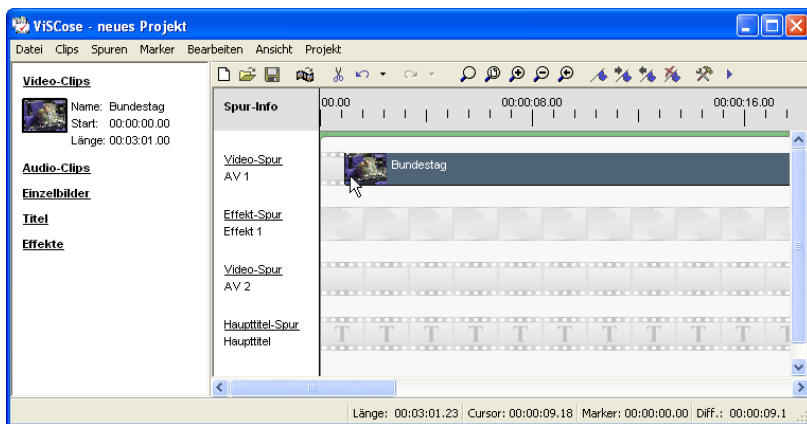 ViSCose - neues Projekt
Datei Clips Spuren Marker Bearbeiten Ansicht Projekt
Video-Clips
Name: Bundestag
Start: 00:00:00.00
Länge: 00:03:01.00
Audio-Clips
Einzelbilder
Titel
Effekte
Spur-Info
00.00 00:00:08.00 00:00:16.00
Video-Spur
AV 1
Bundestag
Effekt-Spur
Effekt 1
Video-Spur
AV 2
Haupttitel-Spur
Haupttitel
T T T T T T T T T T
Länge: 00:03:01.23 Cursor: 00:00:09.18 Marker: 00:00:00.00 Diff.: 00:00:09.1